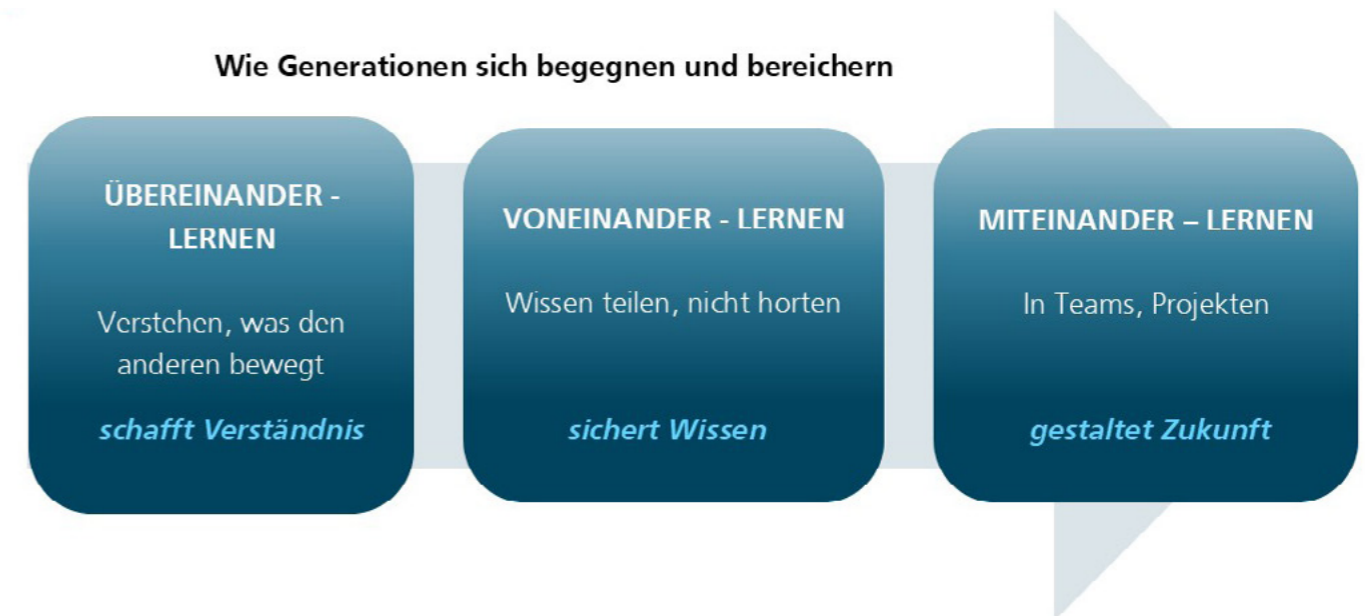 Wie Generationen sich begegnen und bereichern
ÜBEREINANDER -
LERNEN
Verstehen, was den
anderen bewegt
schafft Verständnis
VONEINANDER - LERNEN
Wissen teilen, nicht horten
sichert Wissen
MITEINANDER – LERNEN
In Teams, Projekten
gestaltet Zukunft